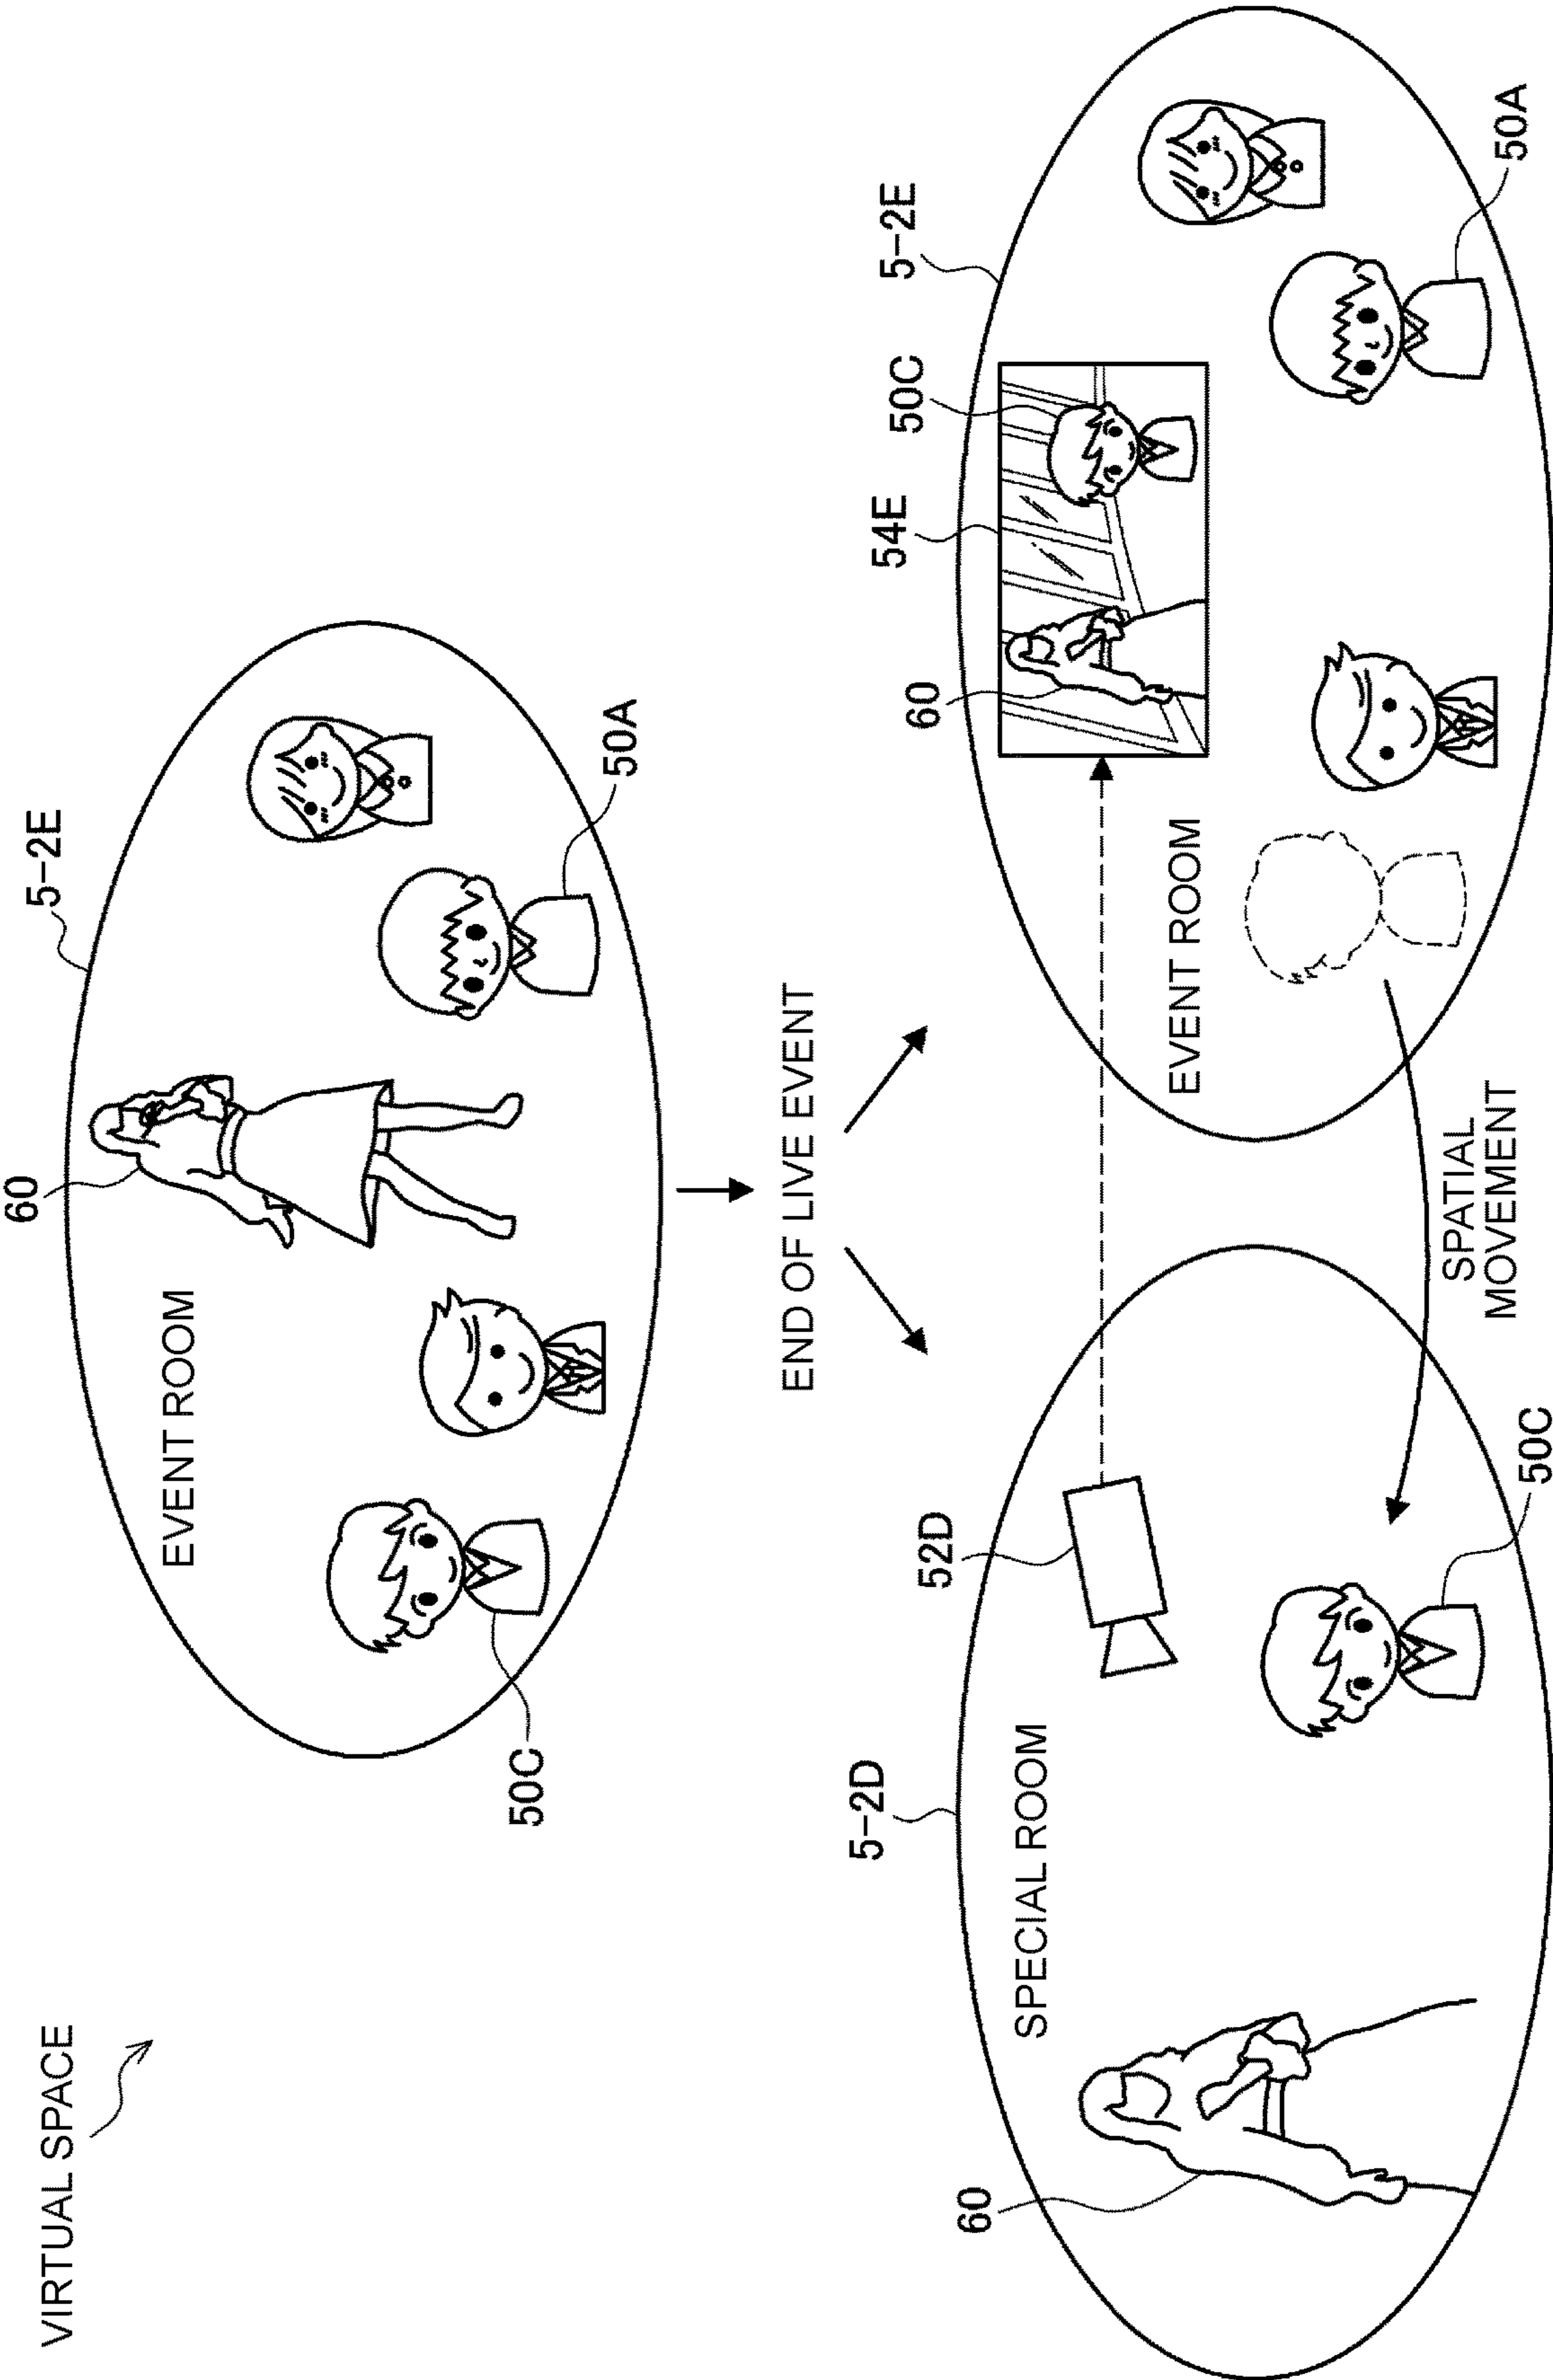 VIRTUAL SPACE
60
5-2E
EVENT ROOM
50C
50A
END OF LIVE EVENT
5-2D
SPECIAL ROOM
60
52D
50C
SPATIAL
MOVEMENT
54E
50C
5-2E
60
EVENT ROOM
50A